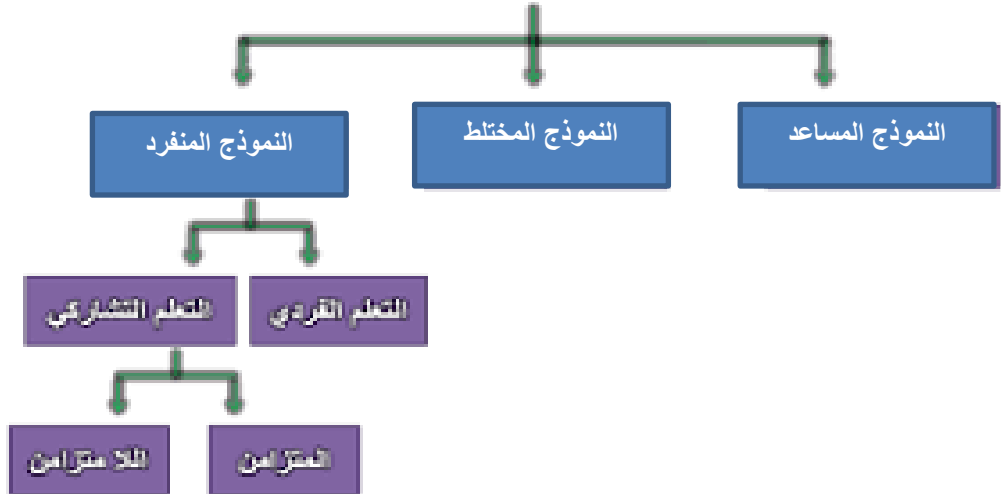 النموذج المساعد
النموذج المختلط
النموذج المنفرد
التعلم الفردي
التعلم التشاركي
المتزامن
اللا متزامن